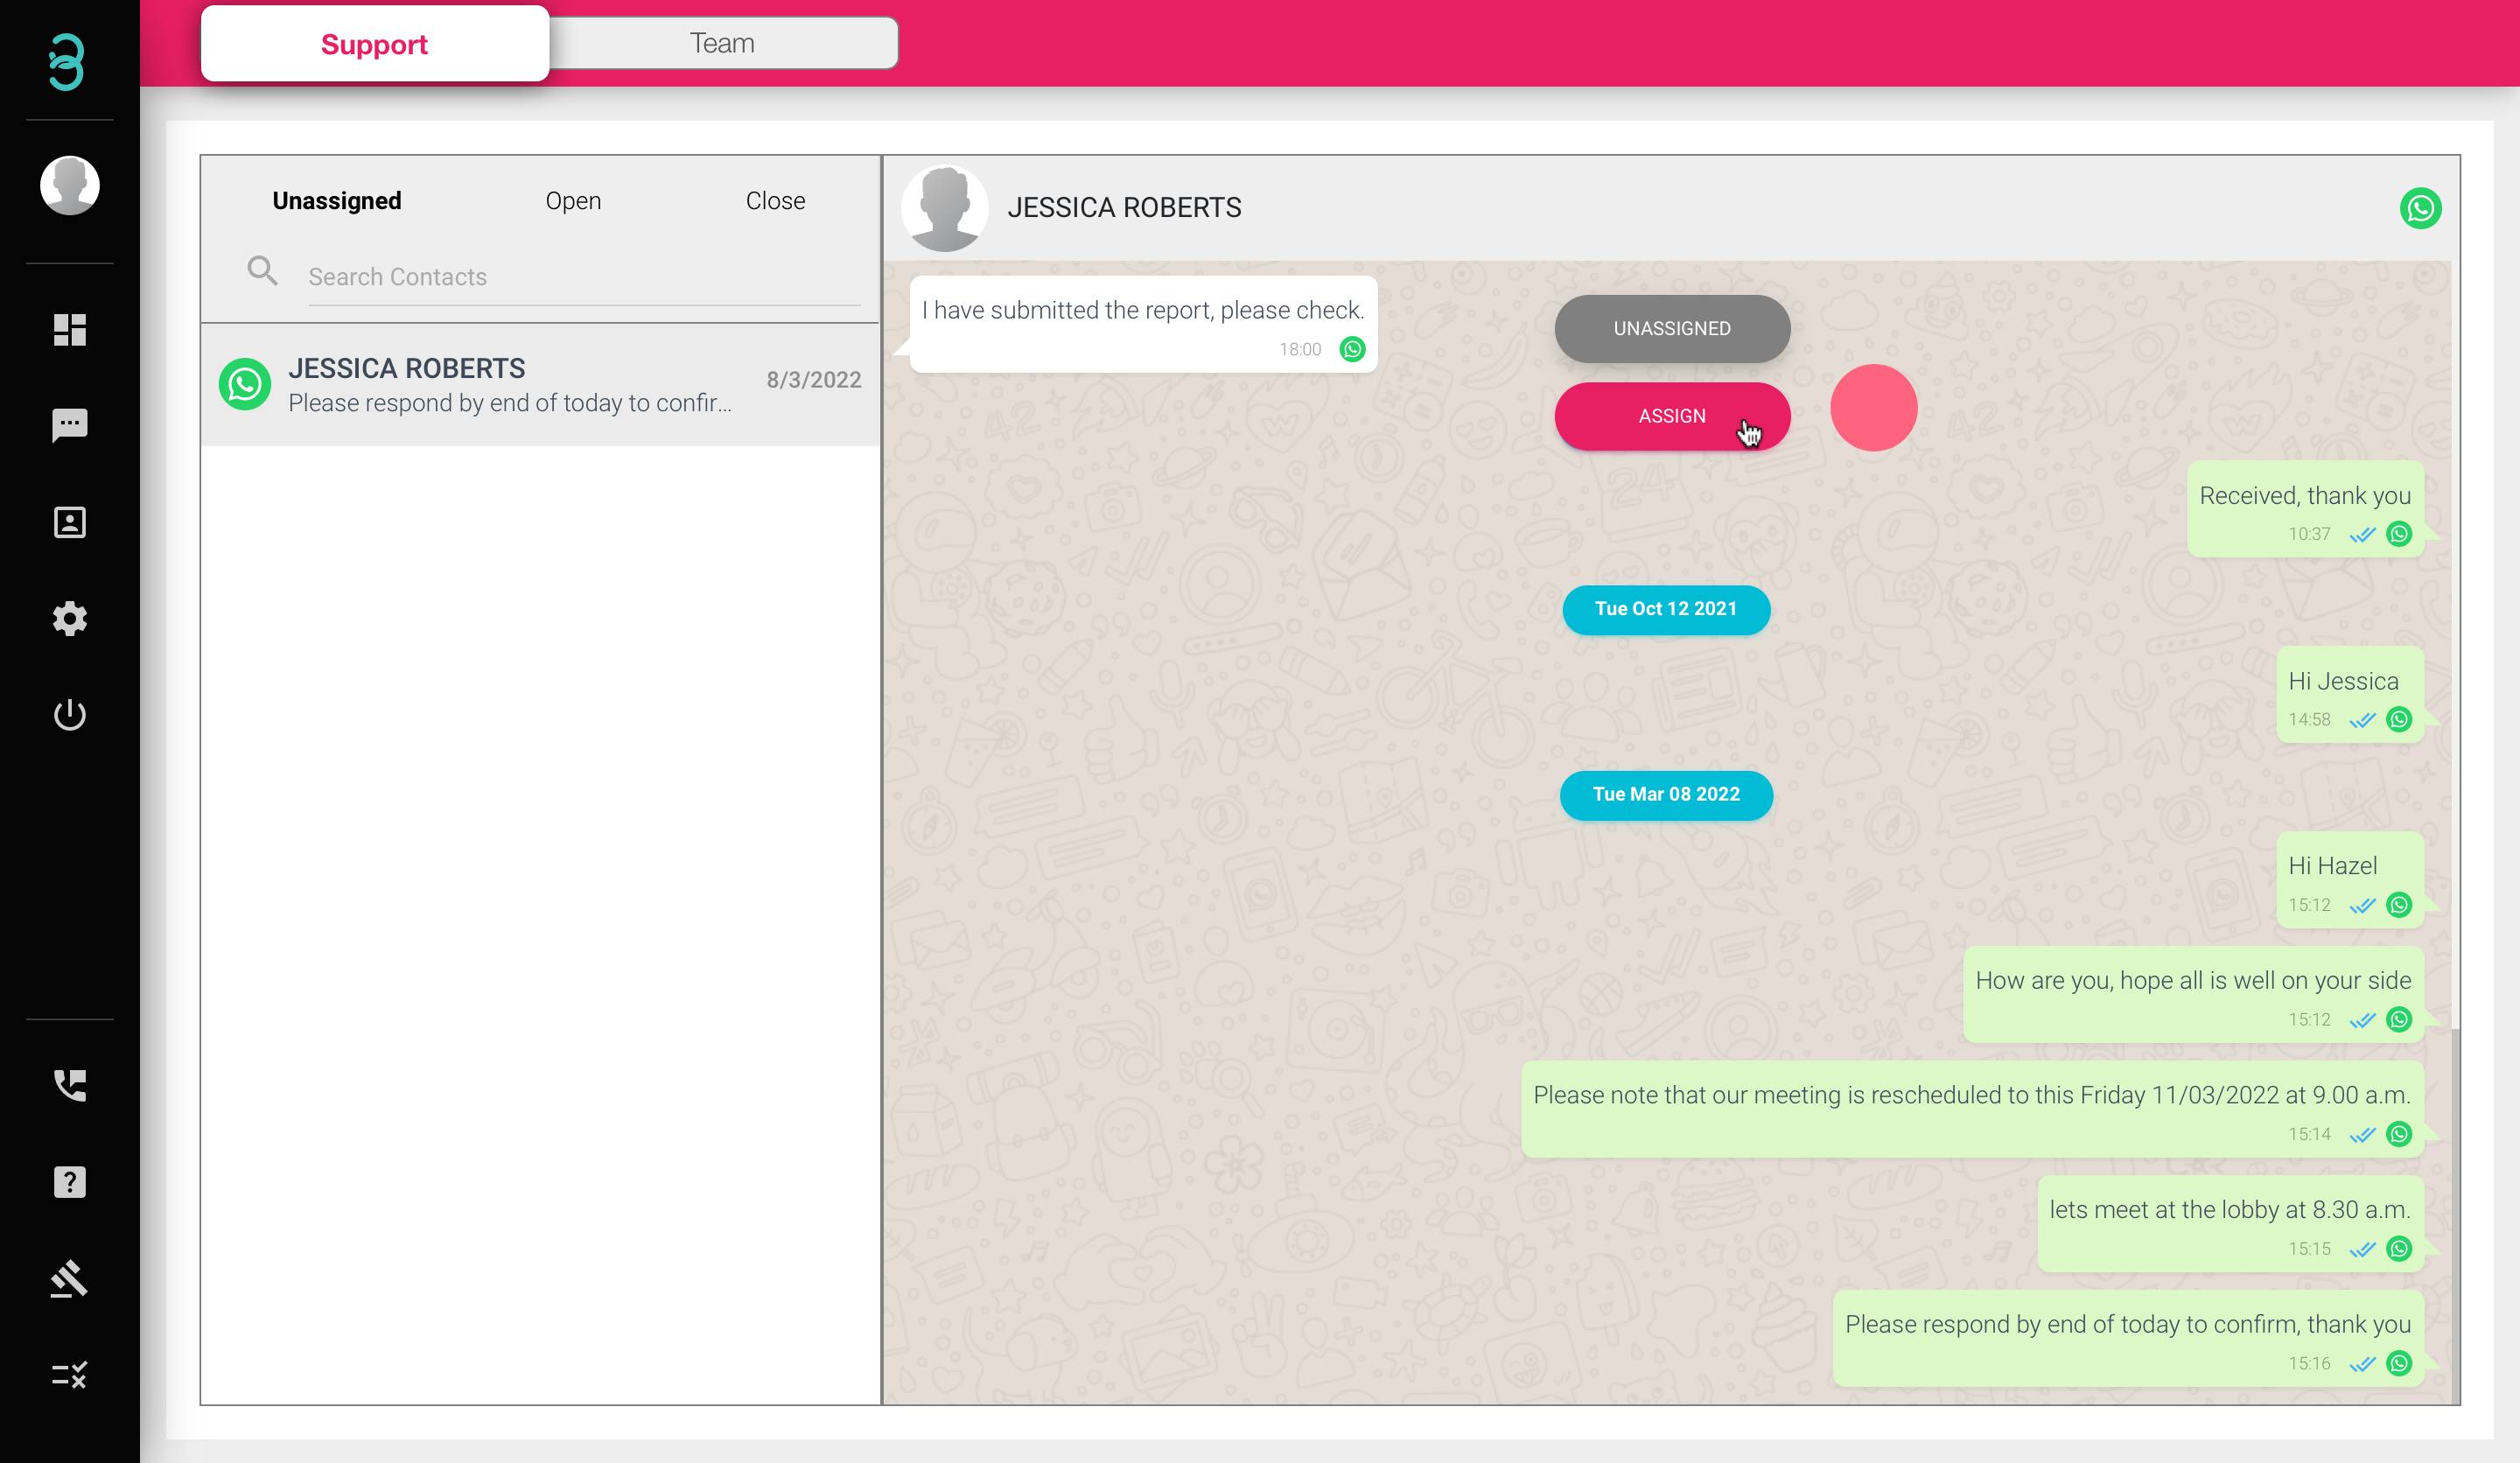 Support
Team
Unassigned
Open
Close
Search Contacts
JESSICA ROBERTS
8/3/2022
Please respond by end of today to confir...
JESSICA ROBERTS
I have submitted the report, please check.
18:00
UNASSIGNED
ASSIGN
Received, thank you
10:37
Tue Oct 12 2021
Hi Jessica
14:58
Tue Mar 08 2022
Hi Hazel
15:12
How are you, hope all is well on your side
15:12
Please note that our meeting is rescheduled to this Friday 11/03/2022 at 9.00 a.m.
15:14
lets meet at the lobby at 8.30 a.m.
15:15
Please respond by end of today to confirm, thank you
15:16